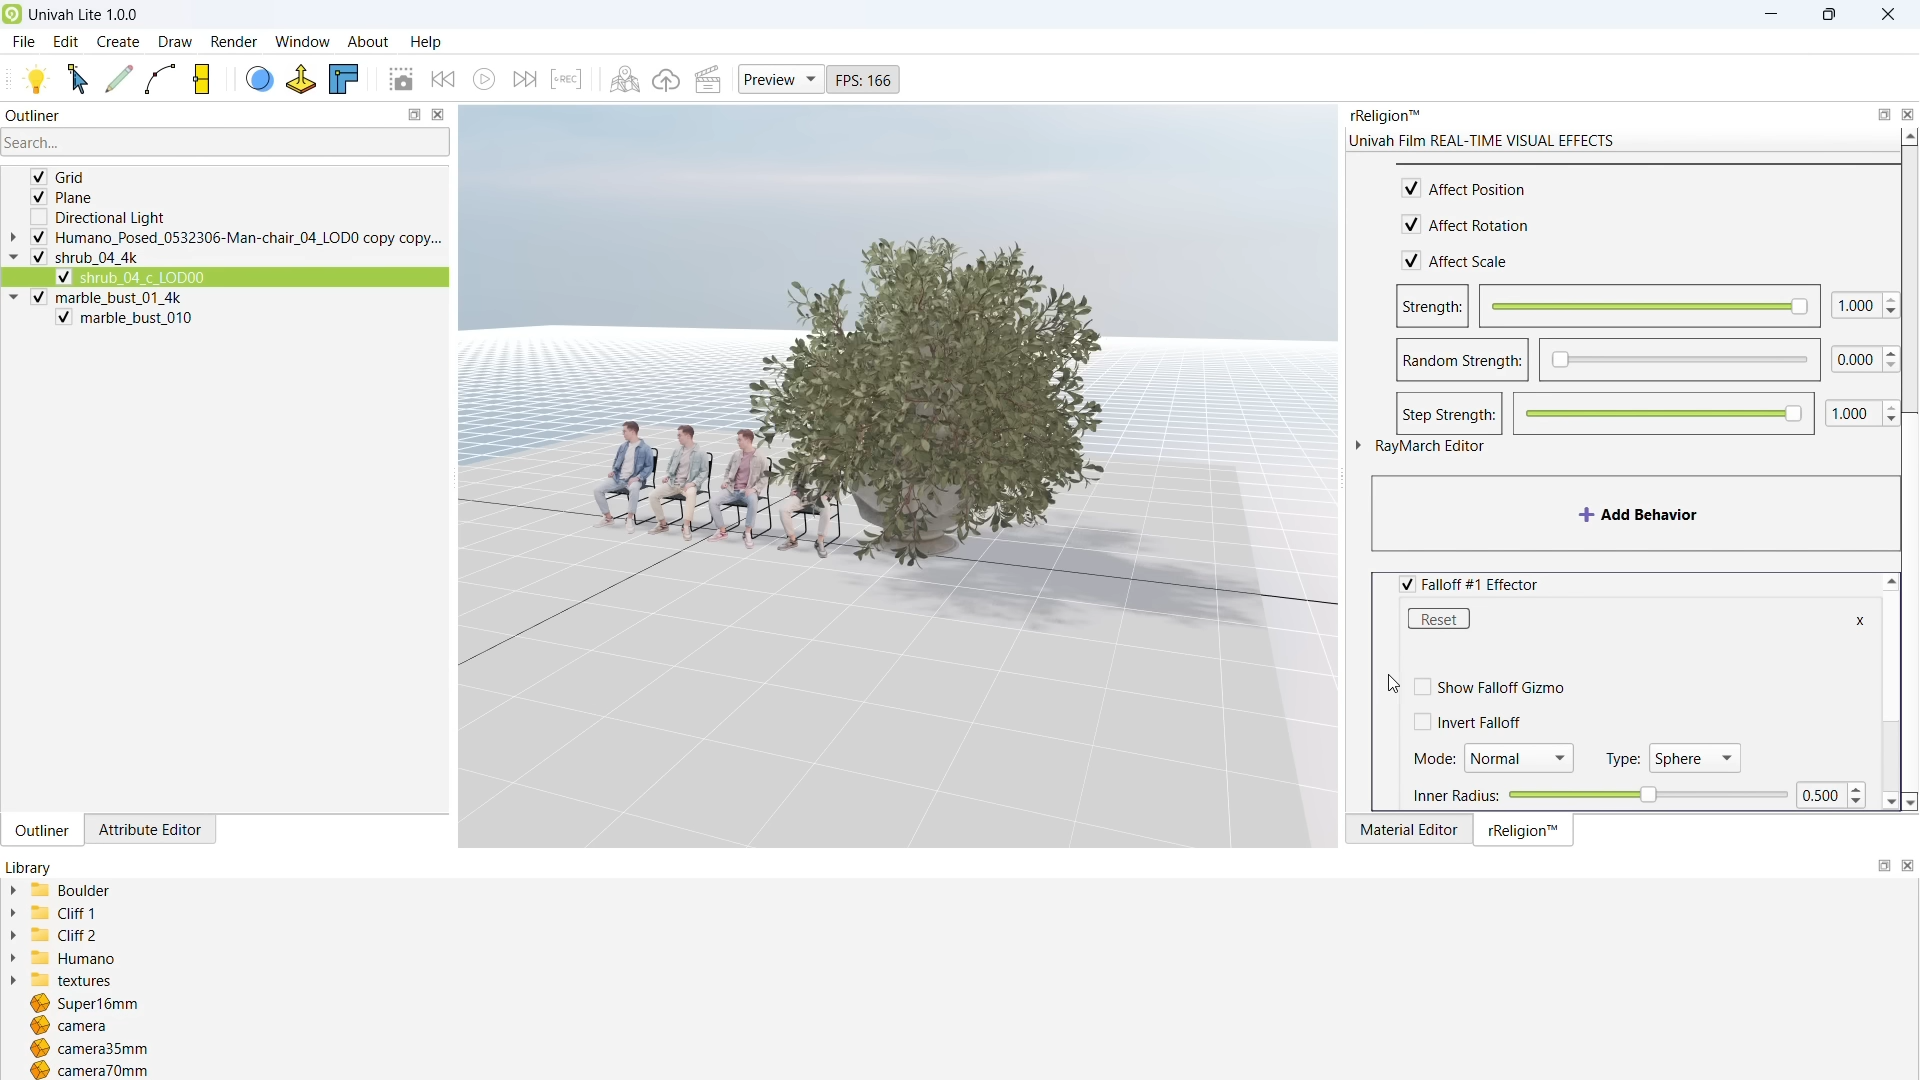 Univah Lite 1.0.0
File Edit Create Draw Render Window About Help
[-REC] Preview FPS: 166
Outliner
Search...
Grid
Plane
Directional Light
Humano_Posed_0532306-Man-chair_04_LOD0 copy copy...
shrub_04_4k
shrub_04_c_LOD00
marble_bust_01_4k
marble_bust_010
Outliner Attribute Editor
rReligion™
Univah Film REAL-TIME VISUAL EFFECTS
Affect Position
Affect Rotation
Affect Scale
Strength: 1.000
Random Strength: 0.000
Step Strength: 1.000
RayMarch Editor
+ Add Behavior
Falloff #1 Effector
Reset x
Show Falloff Gizmo
Invert Falloff
Mode: Normal Type: Sphere
Inner Radius: 0.500
Material Editor rReligion™
Library
Boulder
Cliff 1
Cliff 2
Humano
textures
Super16mm
camera
camera35mm
camera70mm